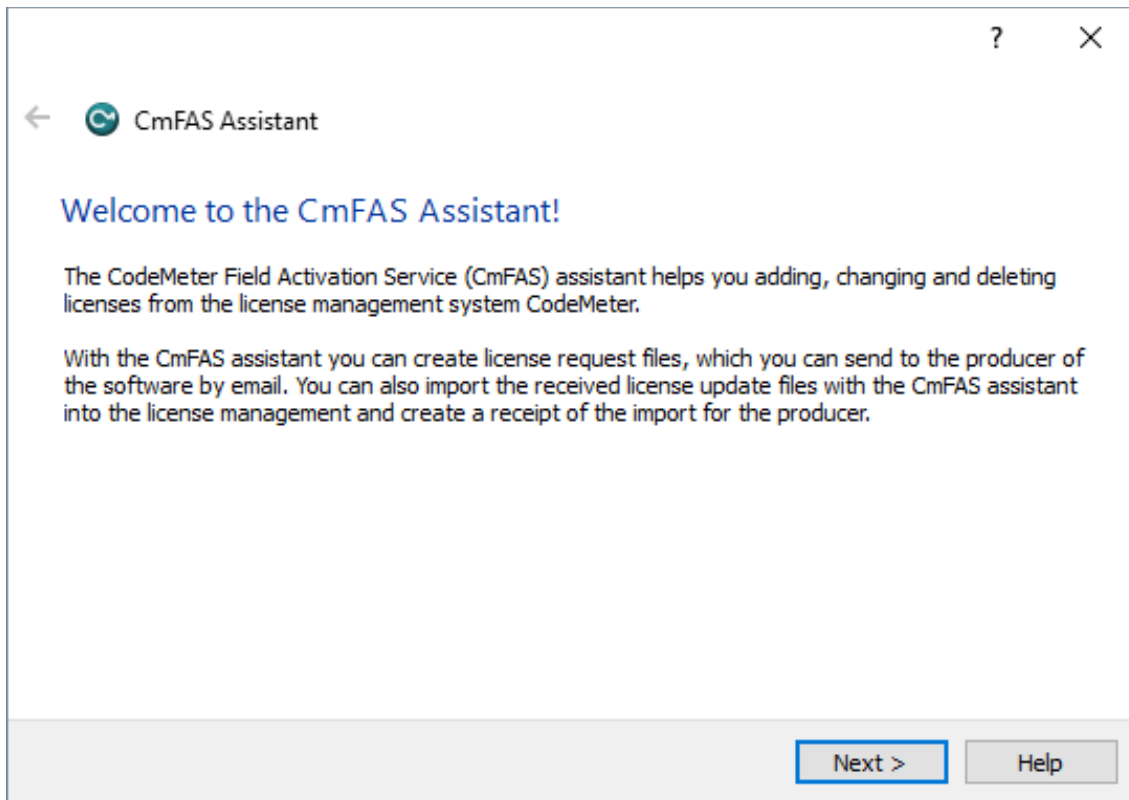 ?
CmFAS Assistant
Welcome to the CmFAS Assistant!
The CodeMeter Field Activation Service (CmFAS) assistant helps you adding, changing and deleting
licenses from the license management system CodeMeter.
With the CmFAS assistant you can create license request files, which you can send to the producer of
the software by email. You can also import the received license update files with the CmFAS assistant
into the license management and create a receipt of the import for the producer.
Next >
Help